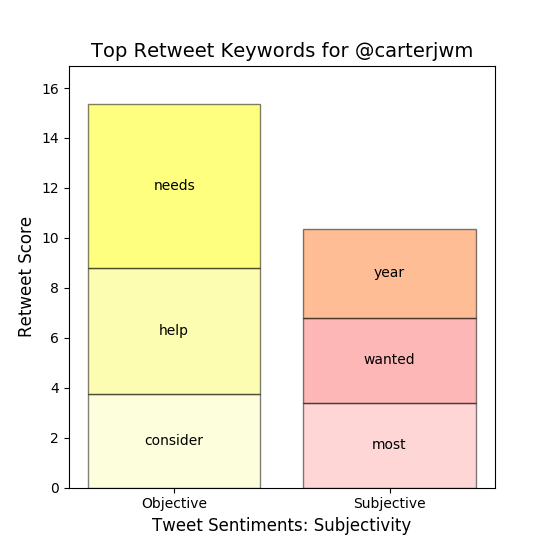 Top Retweet Keywords for @carterjwm
16
14
12
10
8
6
4
2
0
Retweet Score
needs
help
consider
year
wanted
most
Objective
Subjective
Tweet Sentiments: Subjectivity